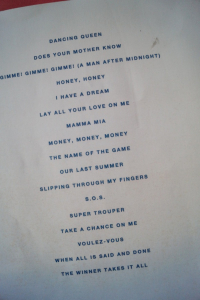 DANCING QUEEN
DOES YOUR MOTHER KNOW
GIMME! GIMME! GIMME! (A MAN AFTER MIDNIGHT)
HONEY, HONEY
I HAVE A DREAM
LAY ALL YOUR LOVE ON ME
MAMMA MIA
MONEY, MONEY, MONEY
THE NAME OF THE GAME
OUR LAST SUMMER
SLIPPING THROUGH MY FINGERS
S.O.S.
SUPER TROUPER
TAKE A CHANCE ON ME
VOULEZ-VOUS
WHEN ALL IS SAID AND DONE
THE WINNER TAKES IT ALL